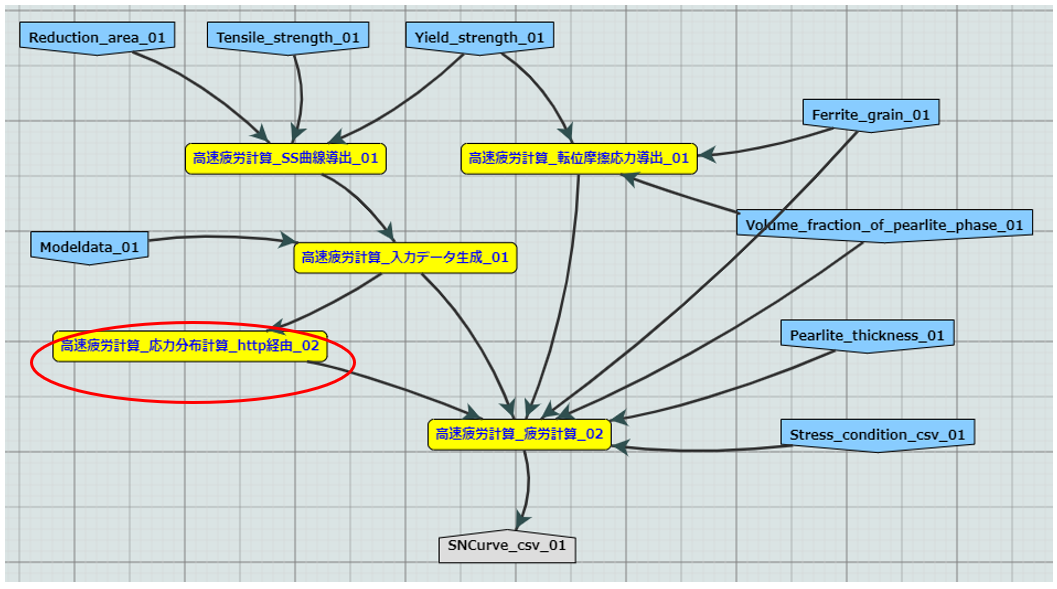 Reduction_area_01
Tensile_strength_01
Yield_strength_01
Ferrite_grain_01
高速疲労計算_SS曲線導出_01
高速疲労計算_転位摩擦応力導出_01
Volume_fraction_of_pearlite_phase_01
Modeldata_01
高速疲労計算_入力データ生成_01
Pearlite_thickness_01
高速疲労計算_応力分布計算_http経由_02
高速疲労計算_疲労計算_02
Stress_condition_csv_01
SNCurve_csv_01